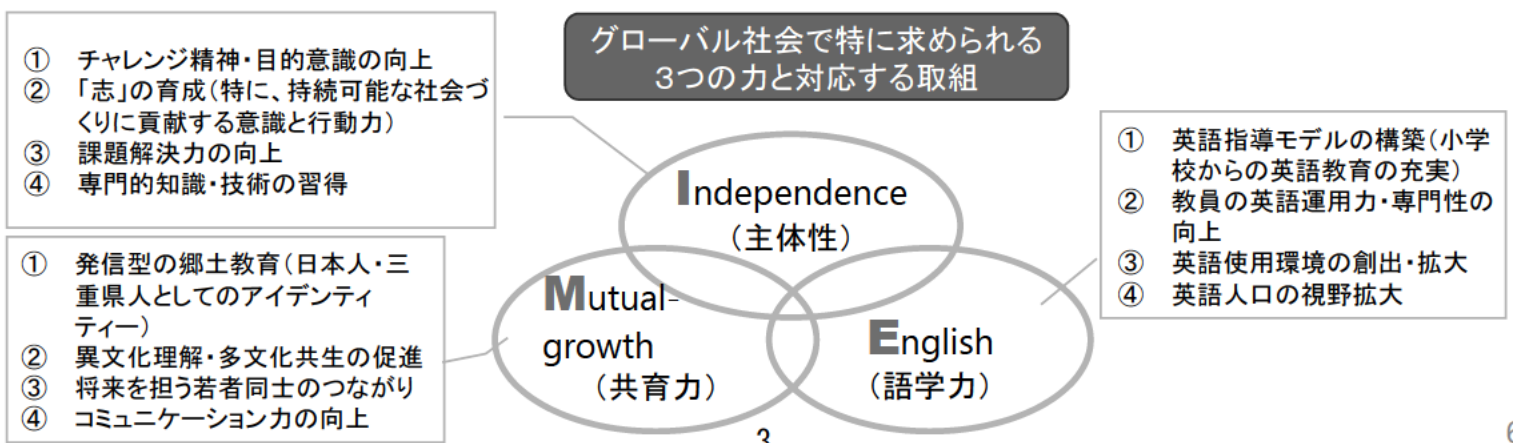 グローバル社会で特に求められる
3つの力と対応する取組
① チャレンジ精神・目的意識の向上
② 「志」の育成(特に、持続可能な社会づ
くりに貢献する意識と行動力)
③ 課題解決力の向上
④ 専門的知識・技術の習得
Independence
(主体性)
① 英語指導モデルの構築(小学
校からの英語教育の充実)
② 教員の英語運用力・専門性の
向上
③ 英語使用環境の創出・拡大
④ 英語人口の視野拡大
① 発信型の郷土教育(日本人・三
重県人としてのアイデンティ
ティー)
② 異文化理解・多文化共生の促進
③ 将来を担う若者同士のつながり
④ コミュニケーション力の向上
Mutual-
growth
(共育力)
English
(語学力)
3